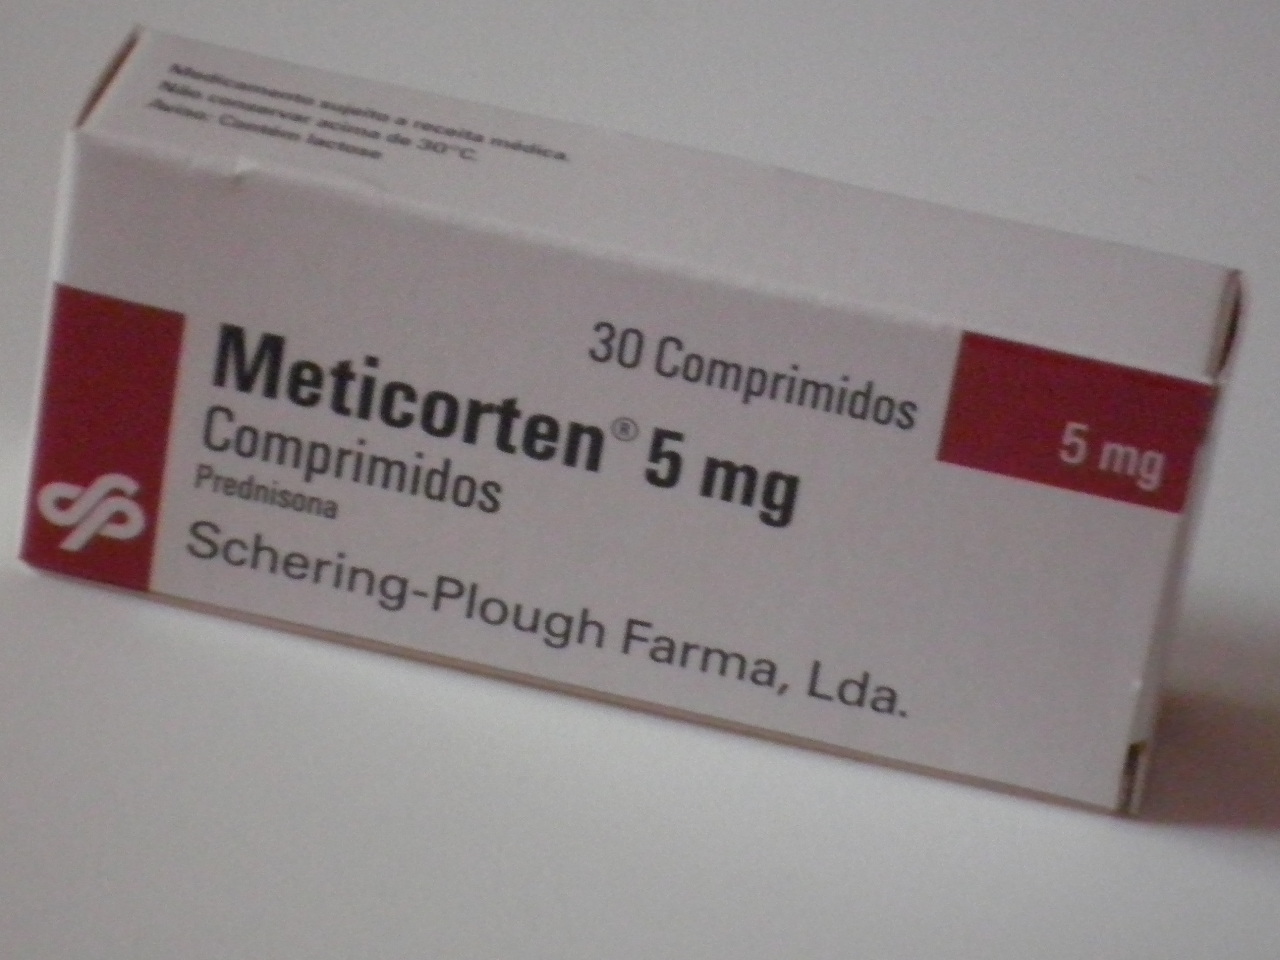 Medicamento sujeito a receita médica.
Não conservar acima de 30°C.
Aviso: Contém lactose
30 Comprimidos
Meticorten® 5 mg
5 mg
Comprimidos
Prednisona
Schering-Plough Farma, Lda.